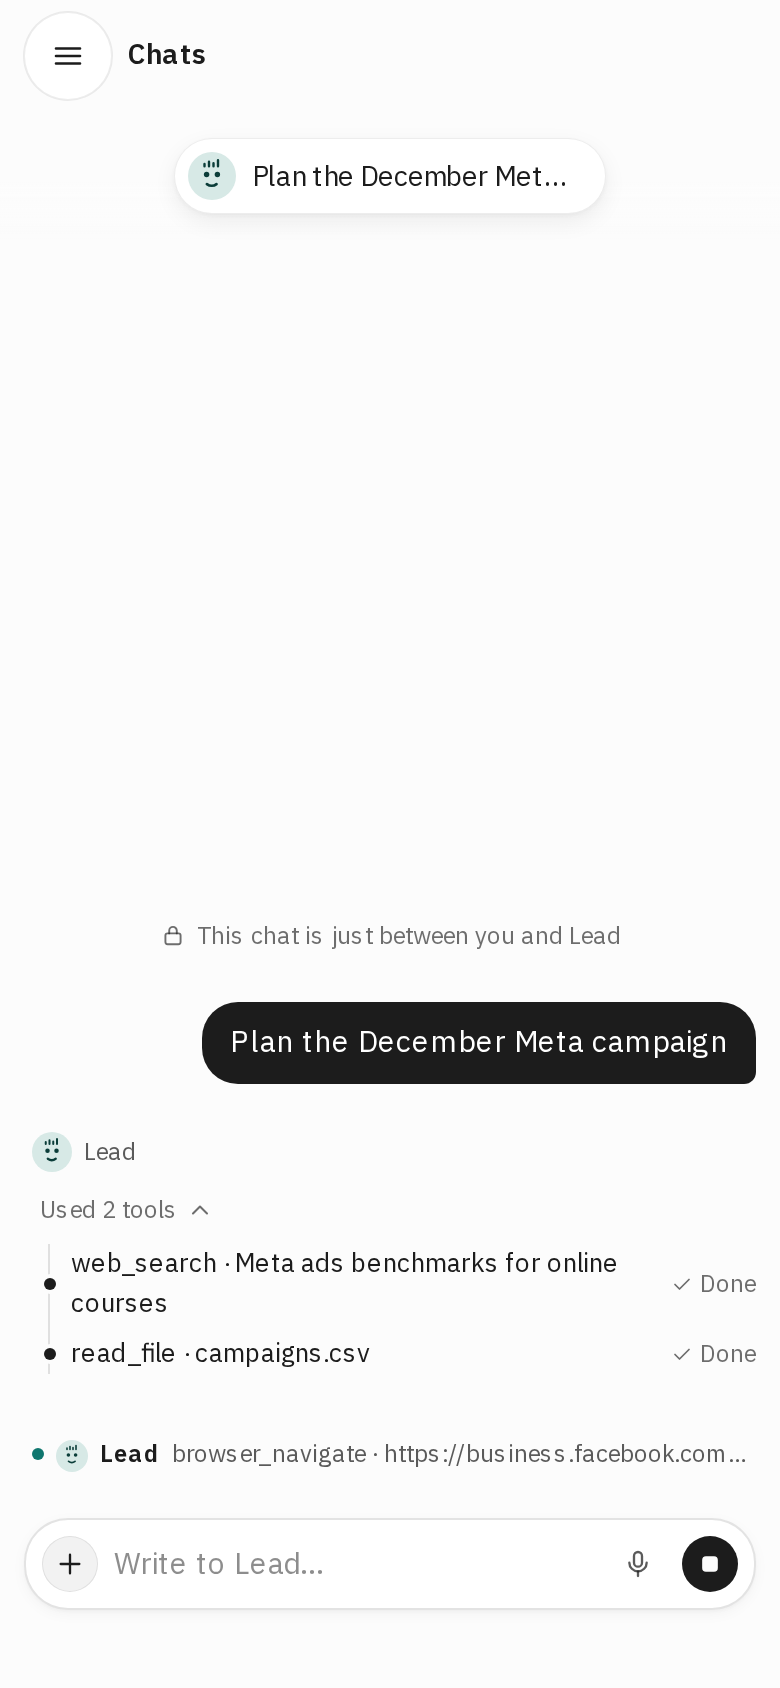 Chats
Plan the December Met...
This chat is just between you and Lead
Plan the December Meta campaign
Lead
Used 2 tools
web_search · Meta ads benchmarks for online
courses
Done
read_file · campaigns.csv
Done
Lead browser_navigate · https://business.facebook.com...
Write to Lead...